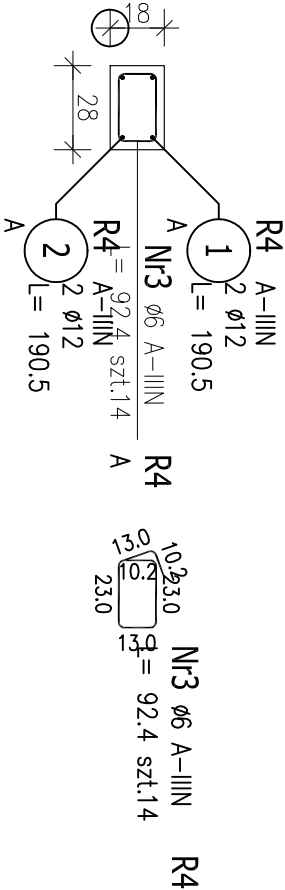 18
28
R4
1
A-IIIN
2 ø12
L= 190.5
A
R4
2
A-IIIN
2 ø12
L= 190.5
A
Nr3 ø6 A-IIIN
L= 92.4 szt.14
R4
A
13.0
10.2
10.2
23.0
23.0
13.0
Nr3 ø6 A-IIIN
L= 92.4 szt.14
R4